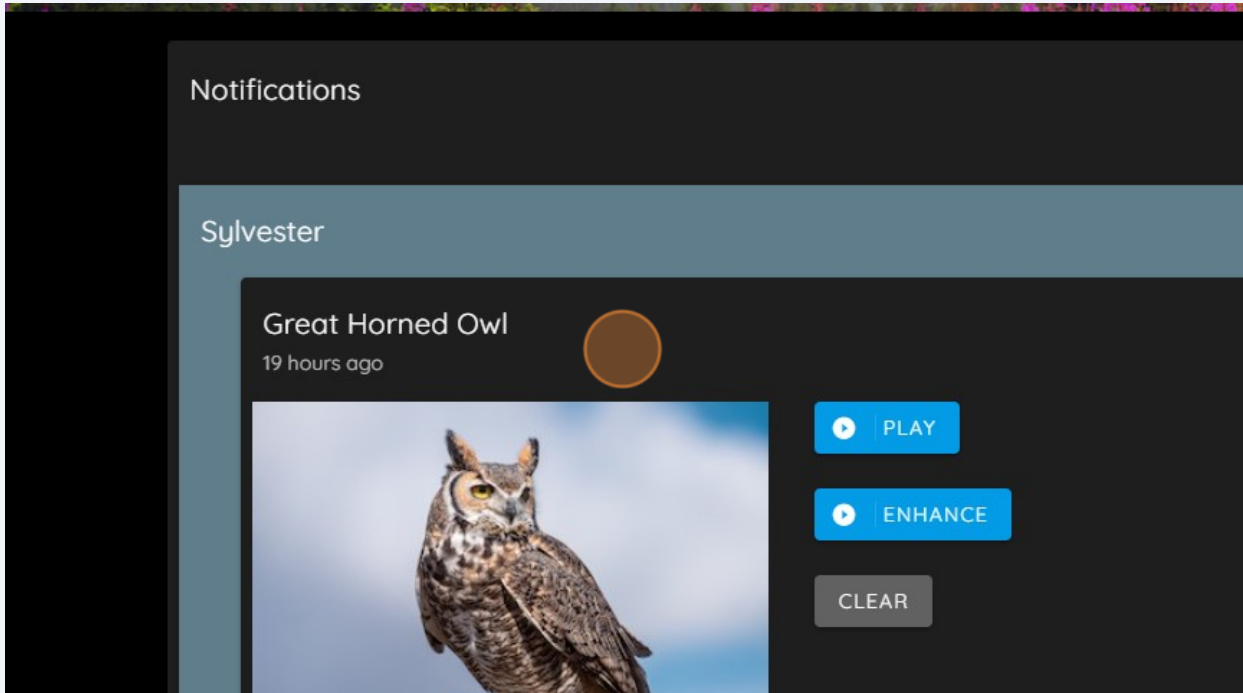 Notifications
Sylvester
Great Horned Owl
19 hours ago
PLAY
ENHANCE
CLEAR